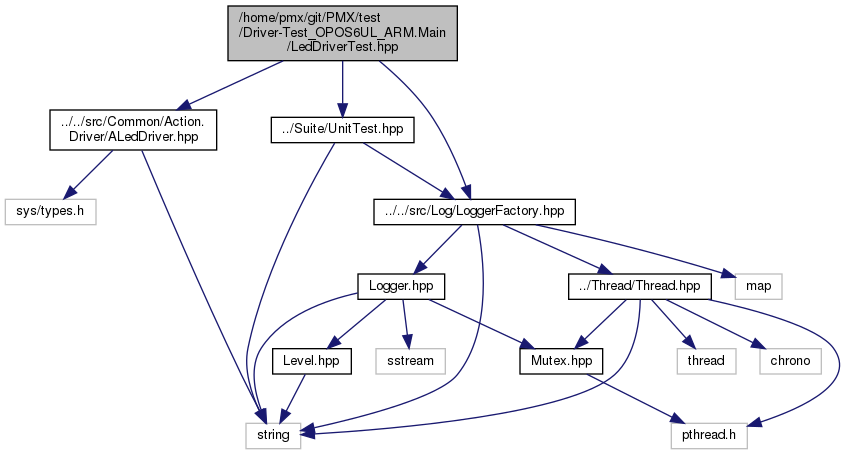 /home/pmx/git/PMX/test
/Driver-Test_OPOS6UL_ARM.Main
/LedDriverTest.hpp
../../src/Common/Action.
Driver/ALedDriver.hpp
../Suite/UnitTest.hpp
sys/types.h
../../src/Log/LoggerFactory.hpp
Logger.hpp
../Thread/Thread.hpp
map
Level.hpp
sstream
Mutex.hpp
thread
chrono
string
pthread.h